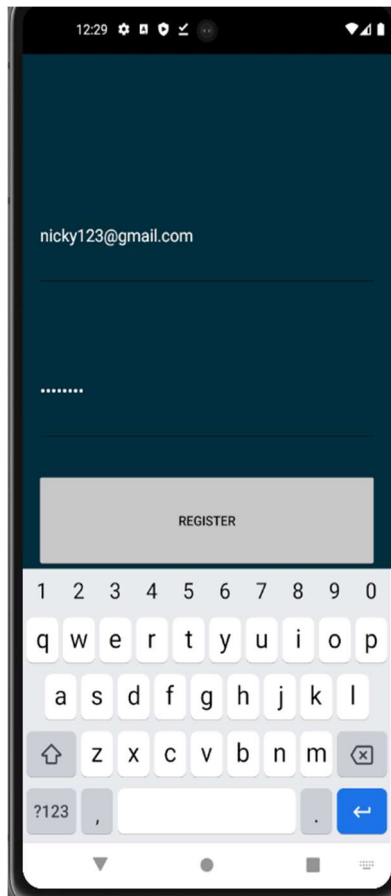 12:29
nicky123@gmail.com
••••••••
REGISTER
1 2 3 4 5 6 7 8 9 0
q w e r t y u i o p
a s d f g h j k l
z x c v b n m
?123 , .